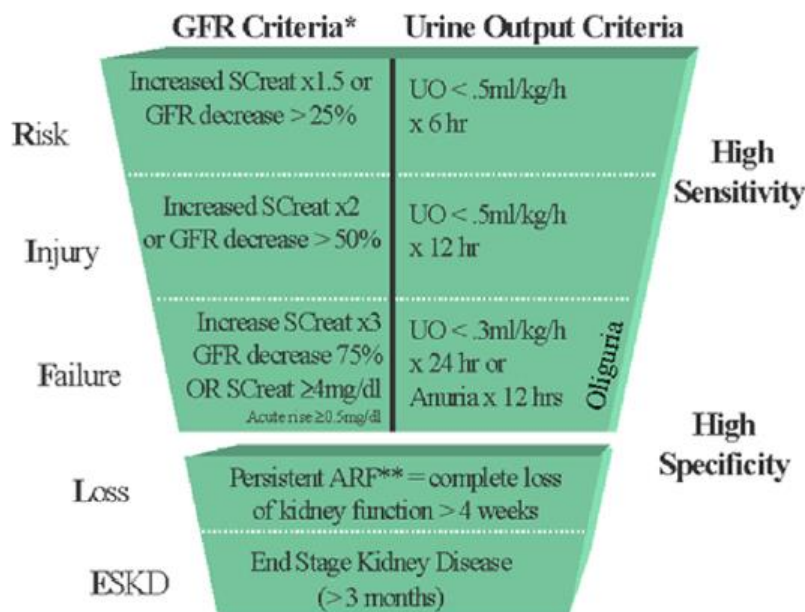 GFR Criteria* Urine Output Criteria
Risk
Increased SCreat x1.5 or
GFR decrease > 25%
UO < .5ml/kg/h
x 6 hr
High
Sensitivity
Injury
Increased SCreat x2
or GFR decrease > 50%
UO < .5ml/kg/h
x 12 hr
Failure
Increase SCreat x3
GFR decrease 75%
OR SCreat ≥4mg/dl
Acute rise ≥0.5mg/dl
UO < .3ml/kg/h
x 24 hr or
Anuria x 12 hrs
Oliguria
High
Specificity
Loss
Persistent ARF** = complete loss
of kidney function > 4 weeks
ESKD
End Stage Kidney Disease
(> 3 months)